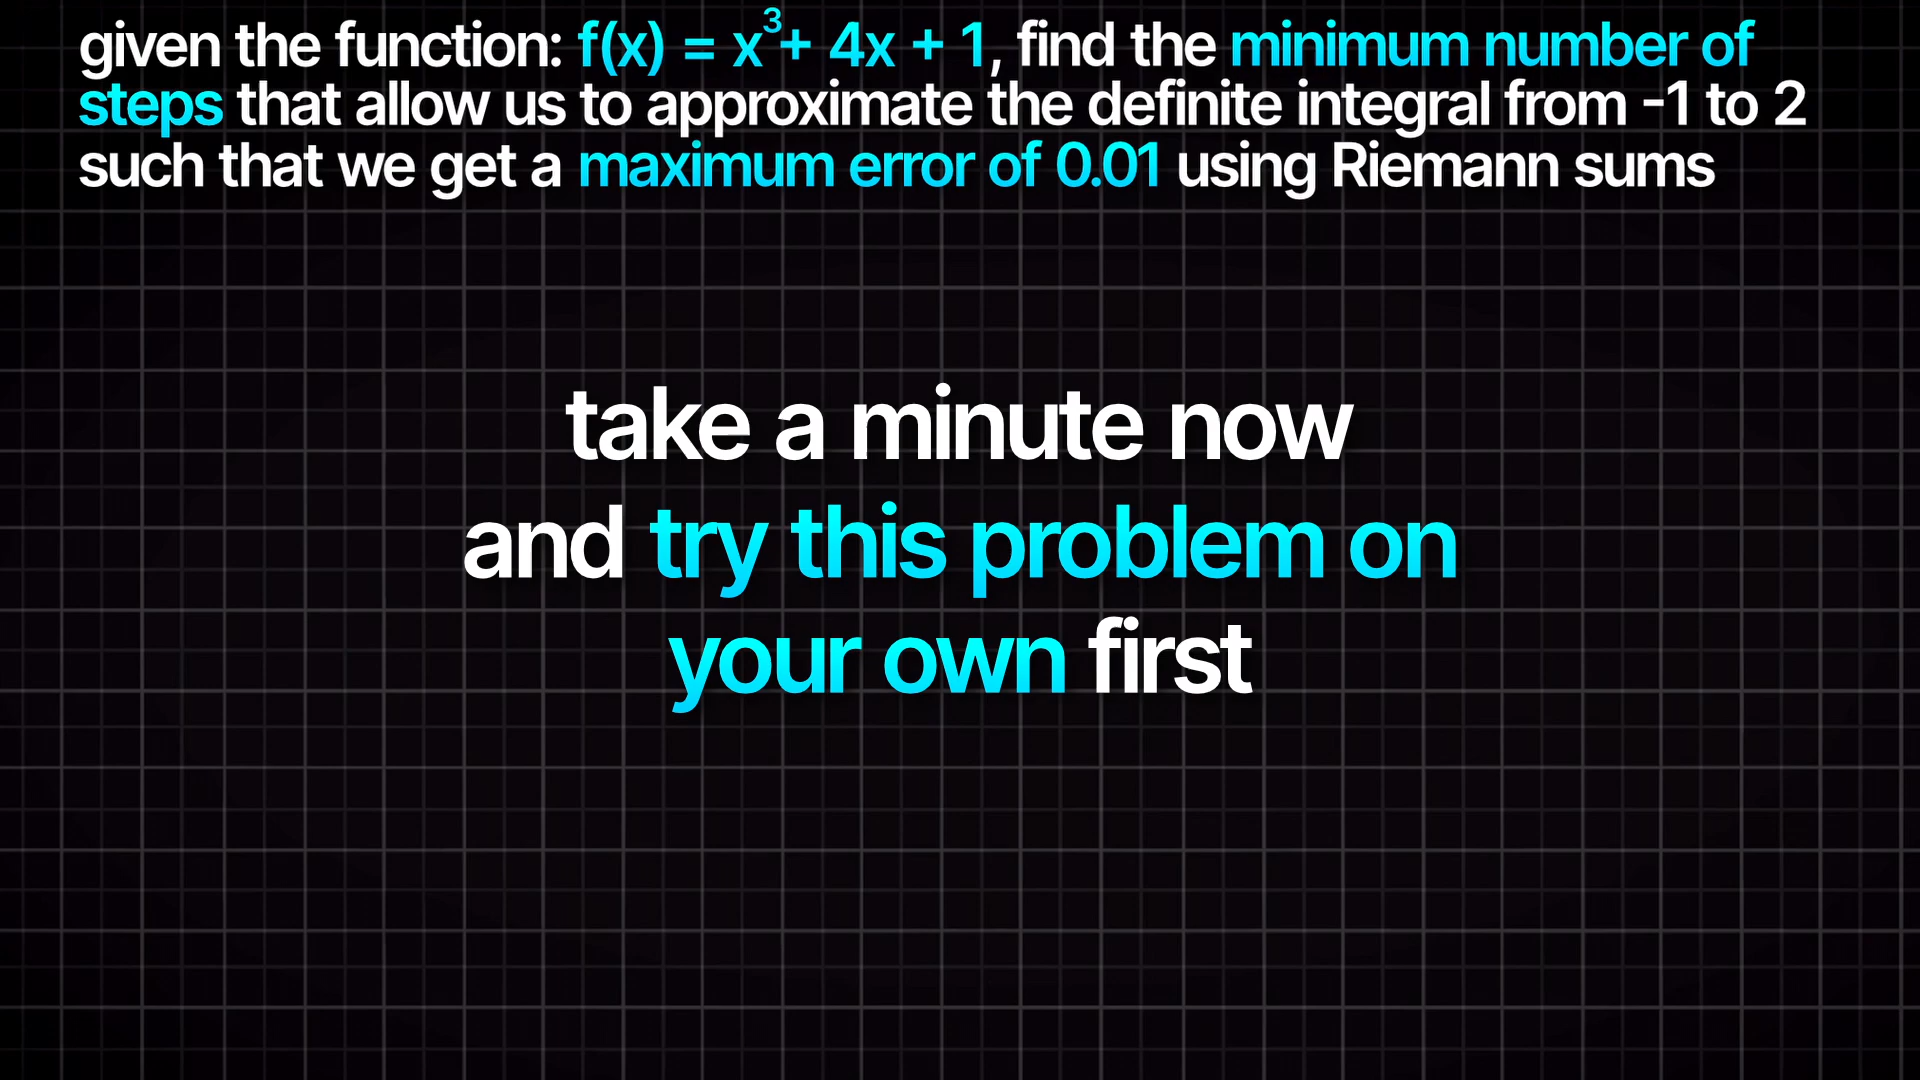 given the function: f(x) = x³+ 4x + 1, find the minimum number of
steps that allow us to approximate the definite integral from -1 to 2
such that we get a maximum error of 0.01 using Riemann sums
take a minute now
and try this problem on
your own first